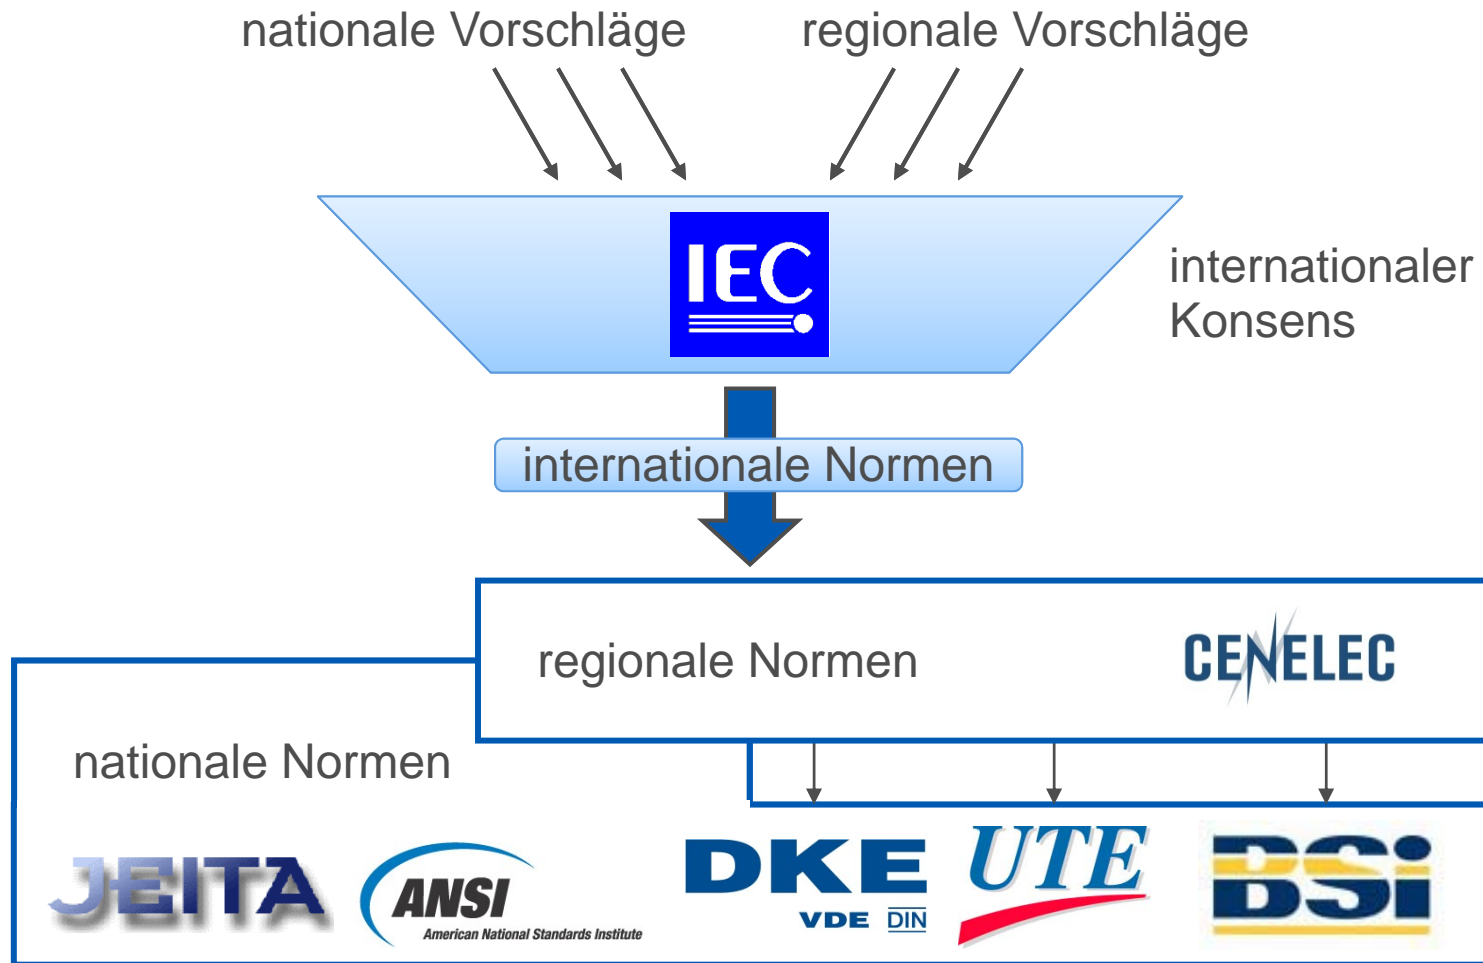 nationale Vorschläge
regionale Vorschläge
IEC
internationaler
Konsens
internationale Normen
regionale Normen
CENELEC
nationale Normen
JEITA
ANSI
American National Standards Institute
DKE
VDE DIN
UTE
BSi